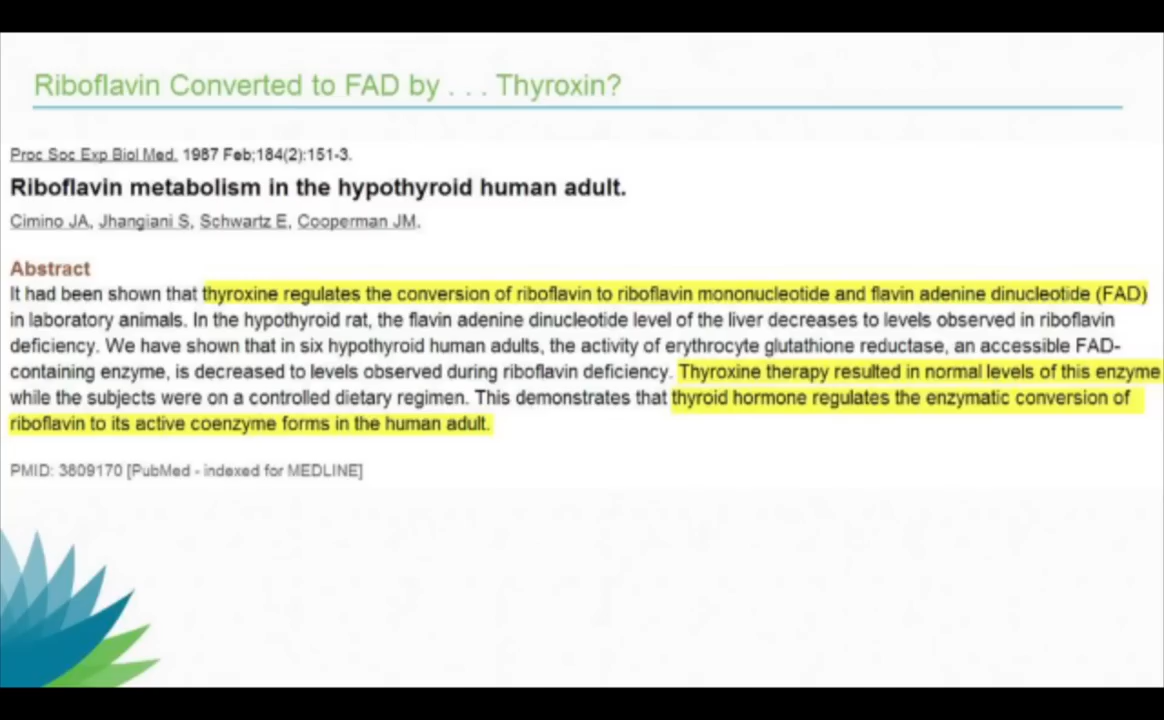 Riboflavin Converted to FAD by . . . Thyroxin?
Proc Soc Exp Biol Med. 1987 Feb;184(2):151-3.
Riboflavin metabolism in the hypothyroid human adult.
Cimino JA, Jhangiani S, Schwartz E, Cooperman JM.
Abstract
It had been shown that thyroxine regulates the conversion of riboflavin to riboflavin mononucleotide and flavin adenine dinucleotide (FAD)
in laboratory animals. In the hypothyroid rat, the flavin adenine dinucleotide level of the liver decreases to levels observed in riboflavin
deficiency. We have shown that in six hypothyroid human adults, the activity of erythrocyte glutathione reductase, an accessible FAD-
containing enzyme, is decreased to levels observed during riboflavin deficiency. Thyroxine therapy resulted in normal levels of this enzyme
while the subjects were on a controlled dietary regimen. This demonstrates that thyroid hormone regulates the enzymatic conversion of
riboflavin to its active coenzyme forms in the human adult.
PMID: 3809170 [PubMed - indexed for MEDLINE]